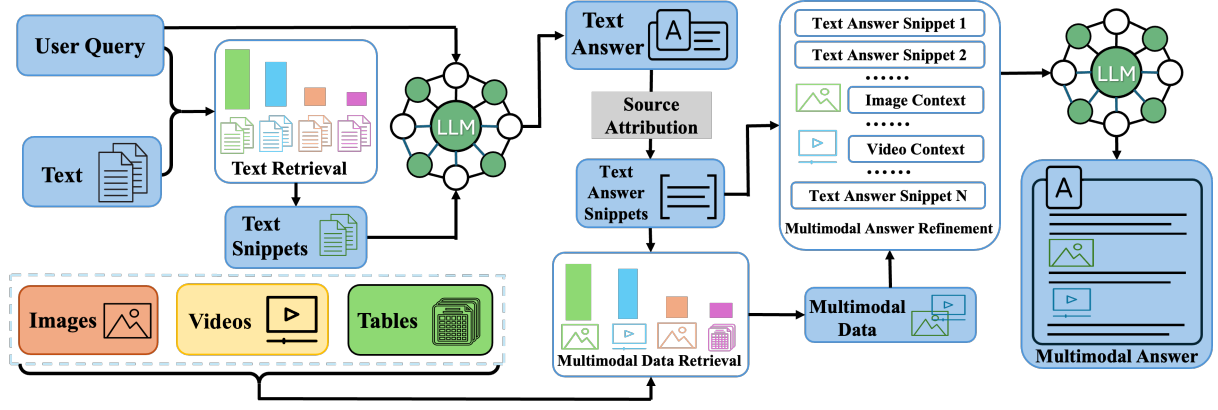 User Query
Text
Text Retrieval
Text
Snippets
LLM
Images
Videos
Tables
Text
Answer
A
Source
Attribution
Text
Answer
Snippets
Multimodal Data Retrieval
Multimodal
Data
Text Answer Snippet 1
Text Answer Snippet 2
......
Image Context
......
Video Context
......
Text Answer Snippet N
Multimodal Answer Refinement
LLM
A
Multimodal Answer